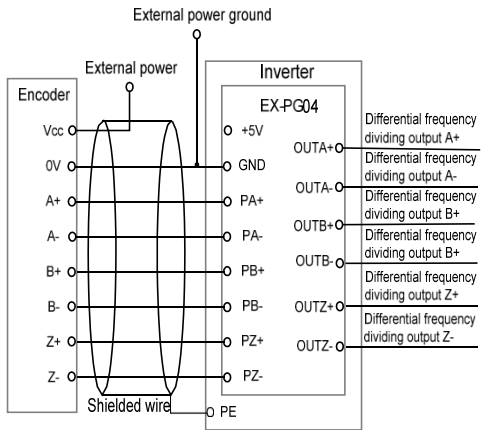 External power ground
External power
Inverter
Encoder
EX-PG04
Vcc
+5V
0V
GND
A+
PA+
A-
PA-
B+
PB+
B-
PB-
Z+
PZ+
Z-
PZ-
OUTA+
OUTA-
OUTB+
OUTB-
OUTZ+
OUTZ-
Differential frequency
dividing output A+
Differential frequency
dividing output A-
Differential frequency
dividing output B+
Differential frequency
dividing output B+
Differential frequency
dividing output Z+
Differential frequency
dividing output Z-
Shielded wire
PE